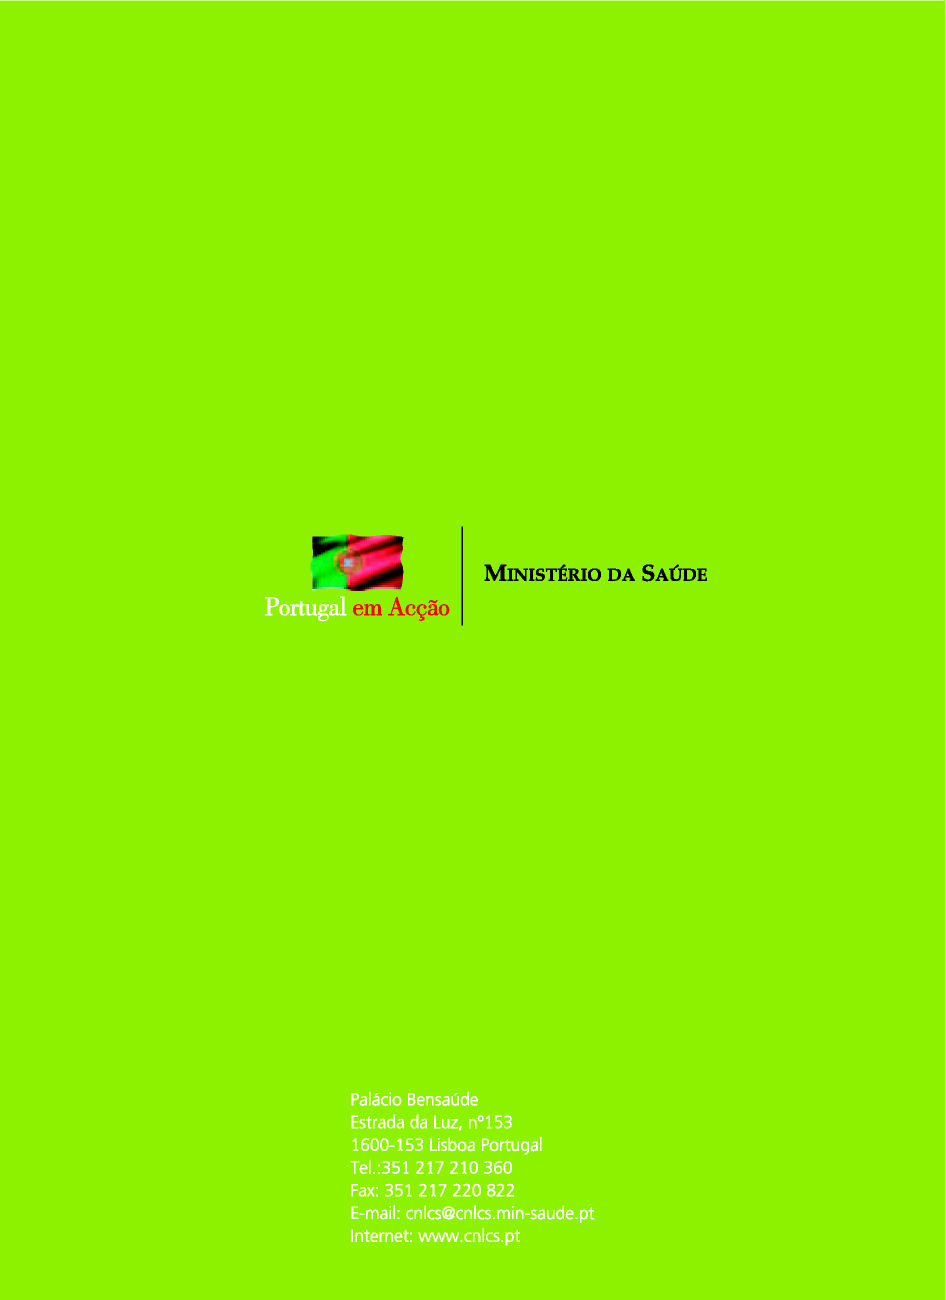 Portugal em Acção
MINISTÉRIO DA SAÚDE
Palácio Bensaúde
Estrada da Luz, nº153
1600-153 Lisboa Portugal
Tel.:351 217 210 360
Fax: 351 217 220 822
E-mail: cnlcs@cnlcs.min-saude.pt
Internet: www.cnlcs.pt